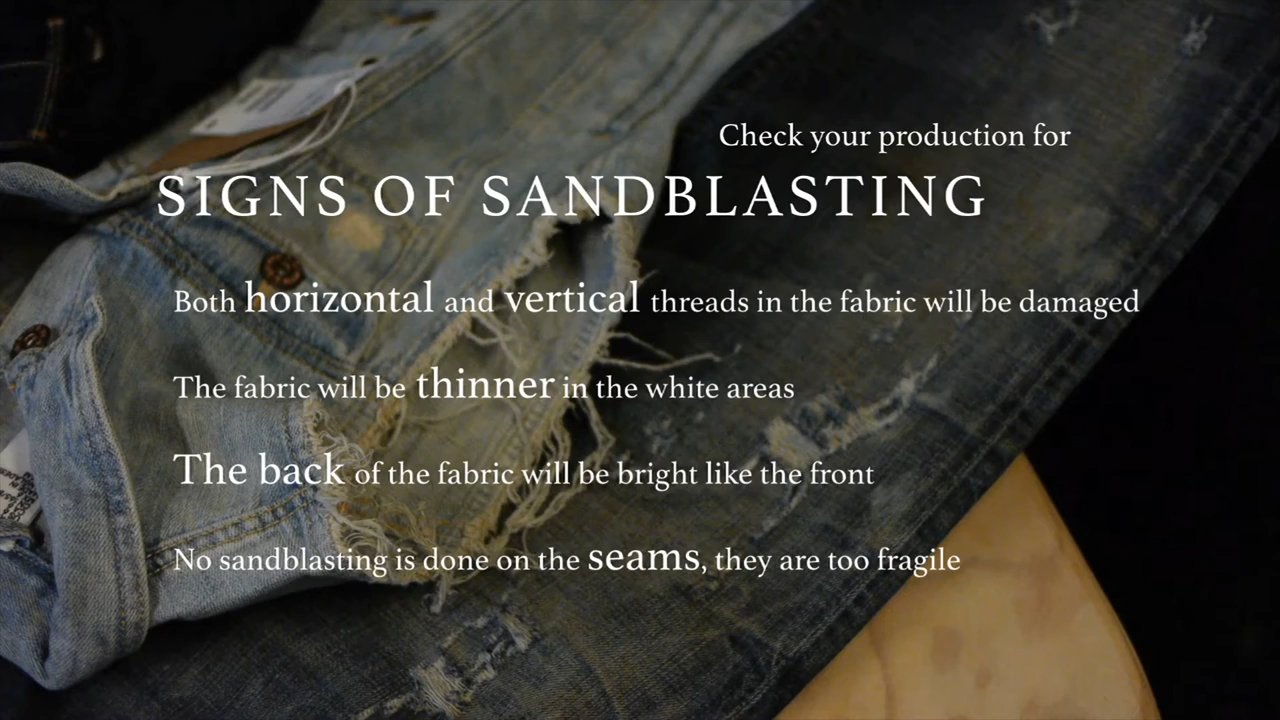 Check your production for
SIGNS OF SANDBLASTING
Both horizontal and vertical threads in the fabric will be damaged
The fabric will be thinner in the white areas
The back of the fabric will be bright like the front
No sandblasting is done on the seams, they are too fragile